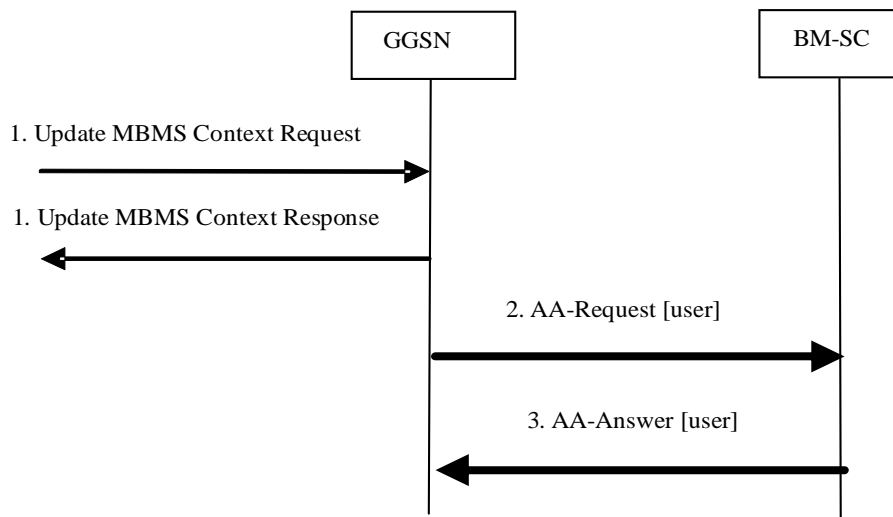 GGSN
BM-SC
1. Update MBMS Context Request
1. Update MBMS Context Response
2. AA-Request [user]
3. AA-Answer [user]